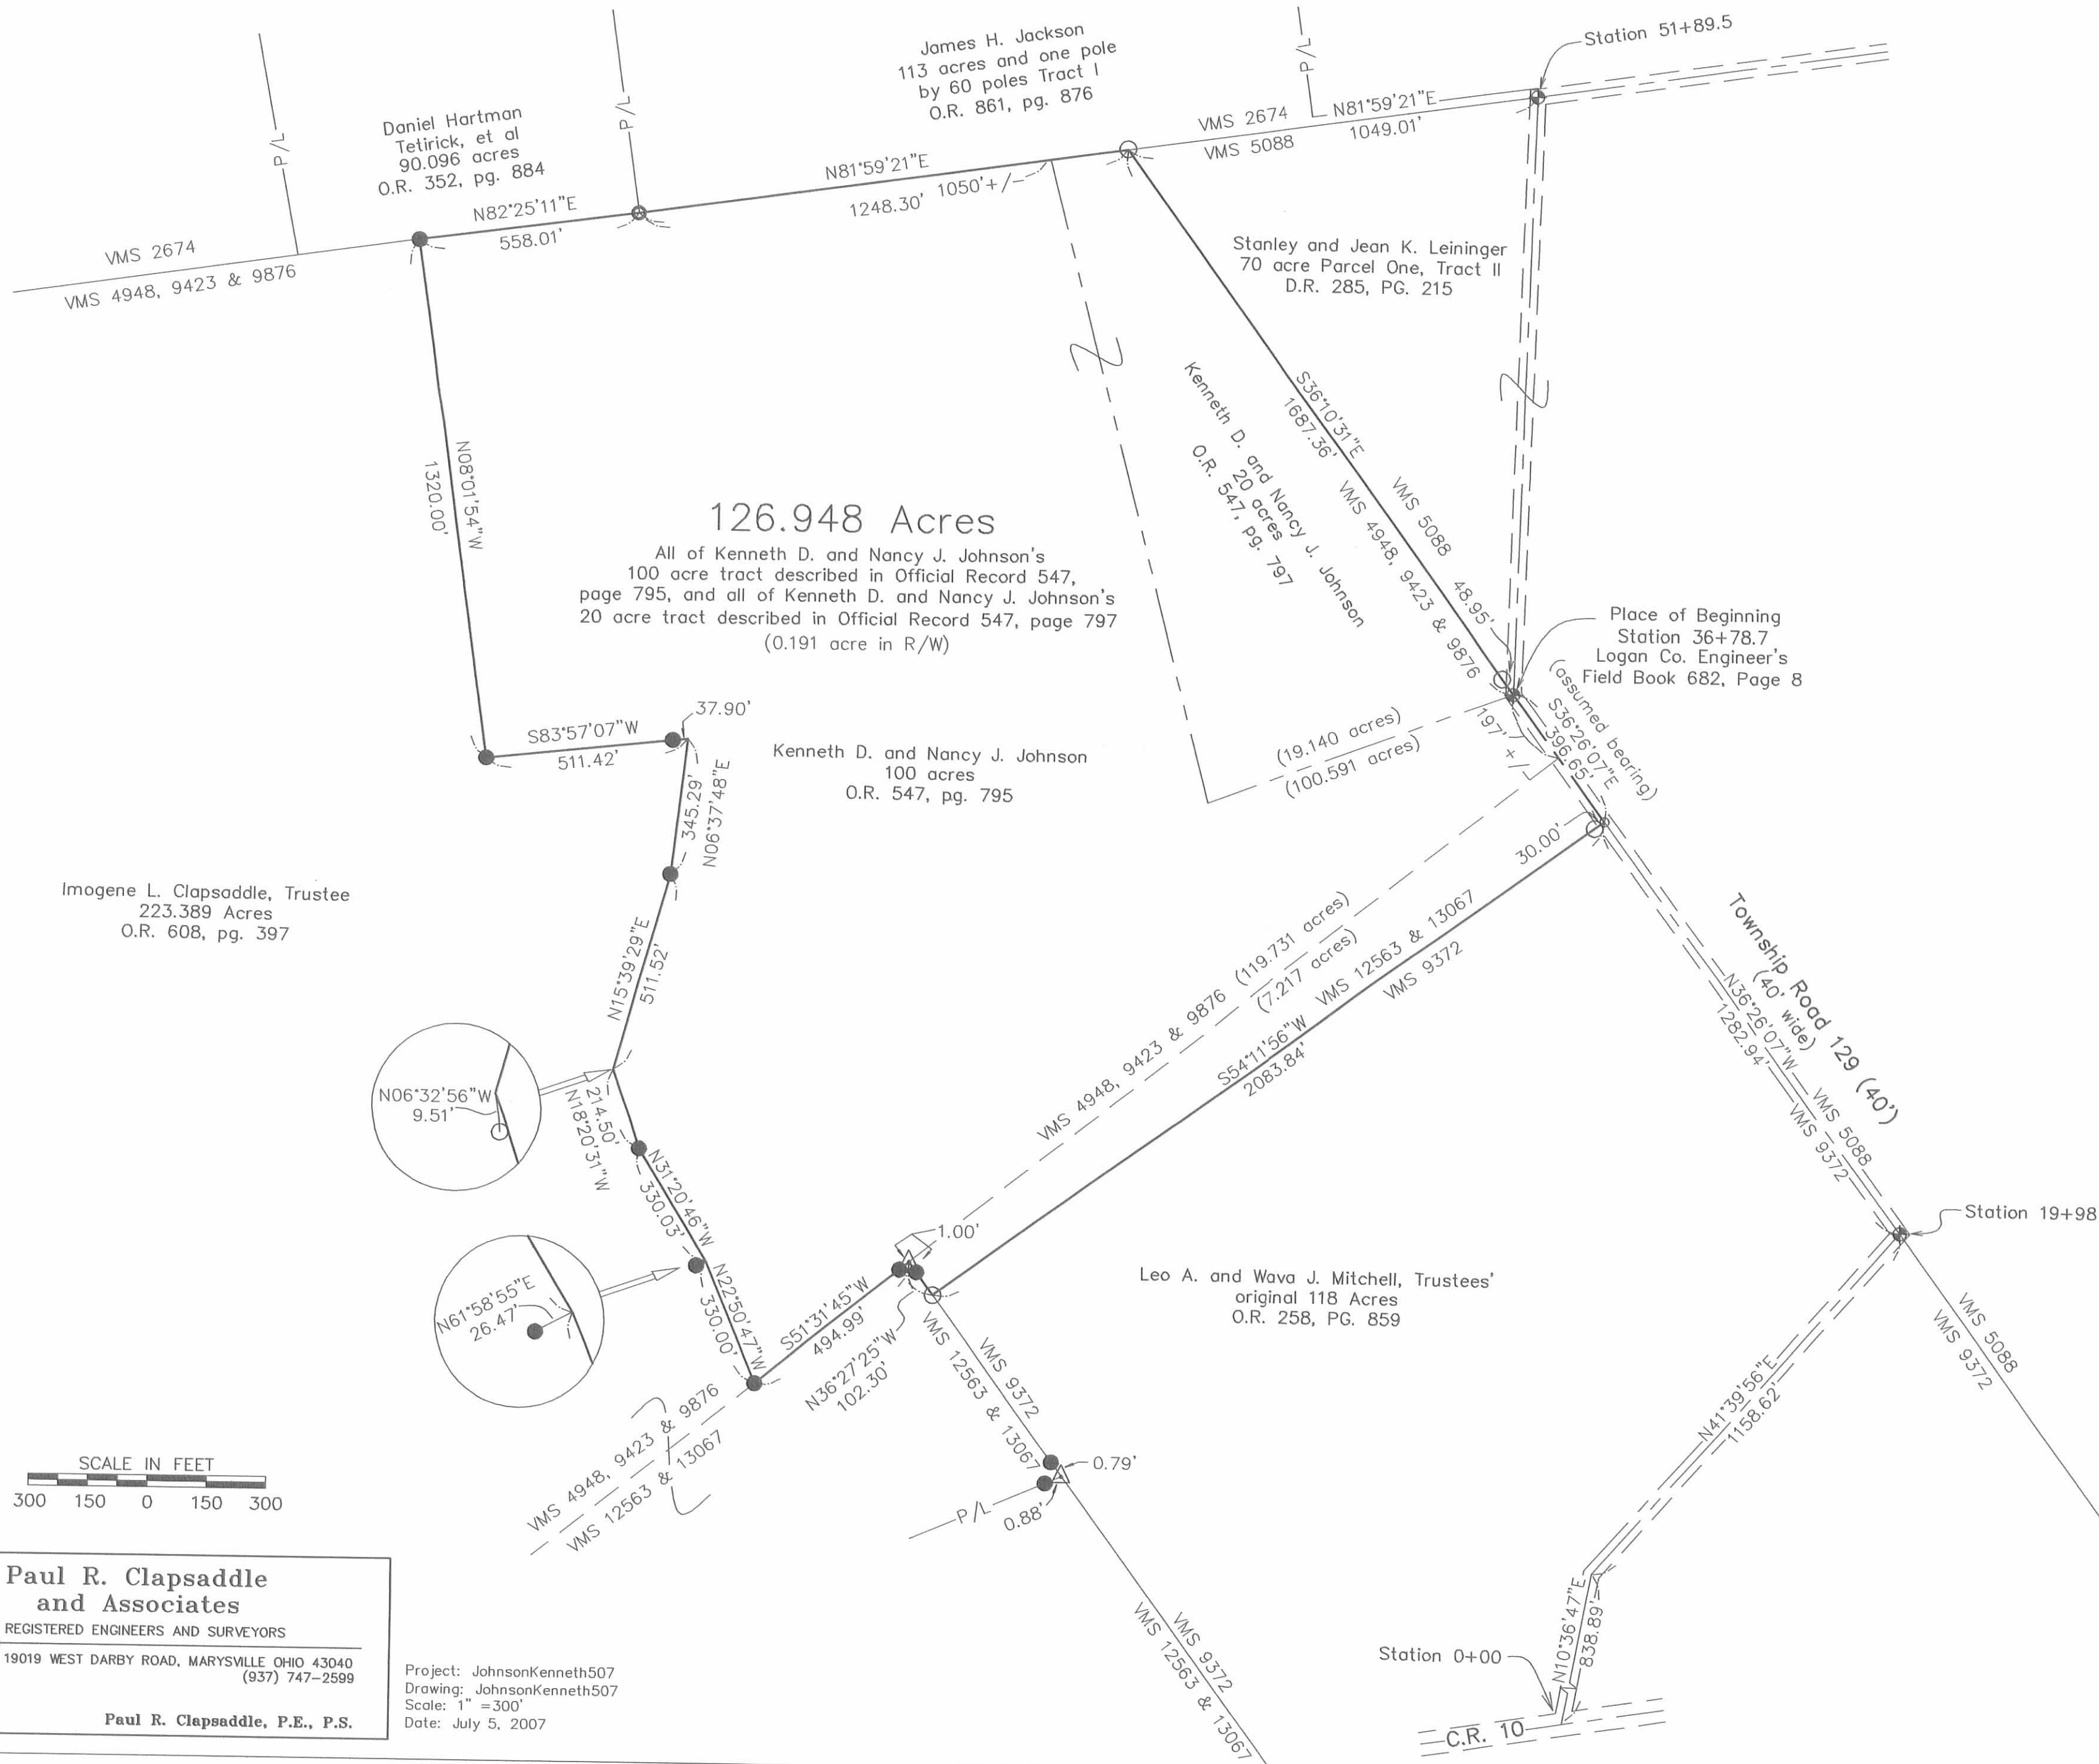 Station 51+89.5
James H. Jackson
113 acres and one pole
by 60 poles Tract I
O.R. 861, pg. 876
P/L
P/L
P/L
Daniel Hartman
Tetirick, et al
90.096 acres
O.R. 352, pg. 884
VMS 2674
VMS 5088
N81°59'21"E
1049.01'
N81°59'21"E
1248.30'
1050'+/-
N82°25'11"E
558.01'
VMS 2674
VMS 4948, 9423 & 9876
Stanley and Jean K. Leininger
70 acre Parcel One, Tract II
D.R. 285, PG. 215
N08°01'54"W
1320.00'
S36°10'31"E
1687.36'
VMS 5088
VMS 4948, 9423 & 9876
48.95'
Kenneth D. and Nancy J. Johnson
20 acres
O.R. 547, pg. 797
126.948 Acres
All of Kenneth D. and Nancy J. Johnson's
100 acre tract described in Official Record 547,
page 795, and all of Kenneth D. and Nancy J. Johnson's
20 acre tract described in Official Record 547, page 797
(0.191 acre in R/W)
Place of Beginning
Station 36+78.7
Logan Co. Engineer's
Field Book 682, Page 8
(assumed bearing)
S36°26'07"E
396.65'
197' +/-
37.90'
S83°57'07"W
511.42'
Kenneth D. and Nancy J. Johnson
100 acres
O.R. 547, pg. 795
(19.140 acres)
(100.591 acres)
345.29'
N06°37'48"E
30.00'
Imogene L. Clapsaddle, Trustee
223.389 Acres
O.R. 608, pg. 397
N15°39'29"E
511.52'
VMS 4948, 9423 & 9876 (119.731 acres)
(7.217 acres)
VMS 12563 & 13067
VMS 9372
S54°11'56"W
2083.84'
Township Road 129 (40')
(40' wide)
N36°26'07"W
1282.94'
VMS 5088
VMS 9372
N06°32'56"W
9.51'
214.50'
N18°20'31"W
N31°20'46"W
330.03'
N61°58'55"E
26.47'
N22°50'47"W
330.00'
1.00'
S51°31'45"W
494.99'
N36°27'25"W
102.30'
Station 19+98
Leo A. and Wava J. Mitchell, Trustees'
original 118 Acres
O.R. 258, PG. 859
VMS 9372
VMS 12563 & 13067
VMS 5088
VMS 9372
N41°39'56"E
1158.62'
VMS 4948, 9423 & 9876
VMS 12563 & 13067
0.79'
P/L
0.88'
SCALE IN FEET
300 150 0 150 300
VMS 9372
VMS 12563 & 13067
N10°36'47"E
838.89'
Station 0+00
C.R. 10
Paul R. Clapsaddle
and Associates
REGISTERED ENGINEERS AND SURVEYORS
19019 WEST DARBY ROAD, MARYSVILLE OHIO 43040
(937) 747-2599
Paul R. Clapsaddle, P.E., P.S.
Project: JohnsonKenneth507
Drawing: JohnsonKenneth507
Scale: 1" =300'
Date: July 5, 2007